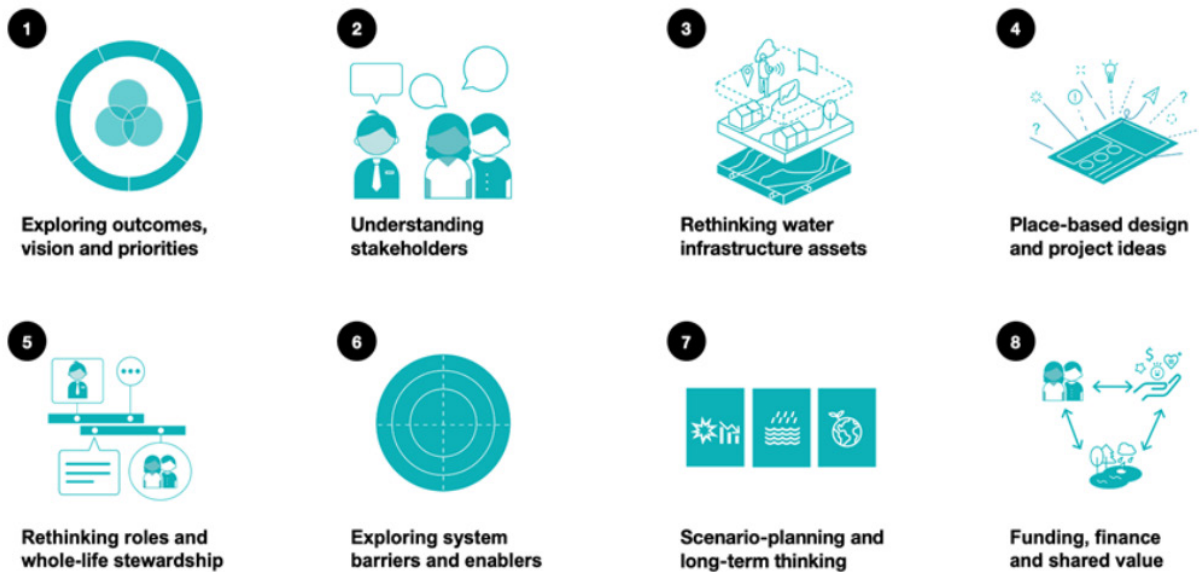 1
Exploring outcomes,
vision and priorities
2
Understanding
stakeholders
3
Rethinking water
infrastructure assets
4
?
!
?
?
Place-based design
and project ideas
5
Rethinking roles and
whole-life stewardship
6
Exploring system
barriers and enablers
7
Scenario-planning and
long-term thinking
8
$
Funding, finance
and shared value